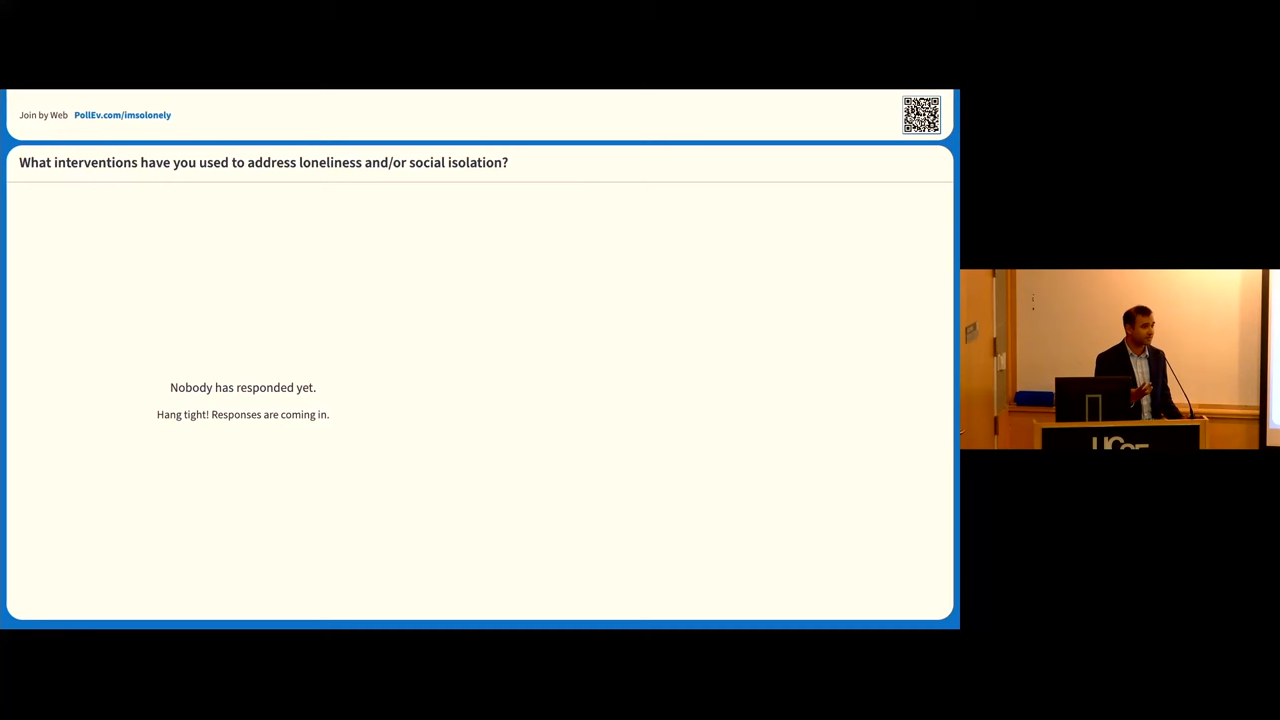 Join by Web PollEv.com/imsolonely
What interventions have you used to address loneliness and/or social isolation?
Nobody has responded yet.
Hang tight! Responses are coming in.
UCSF